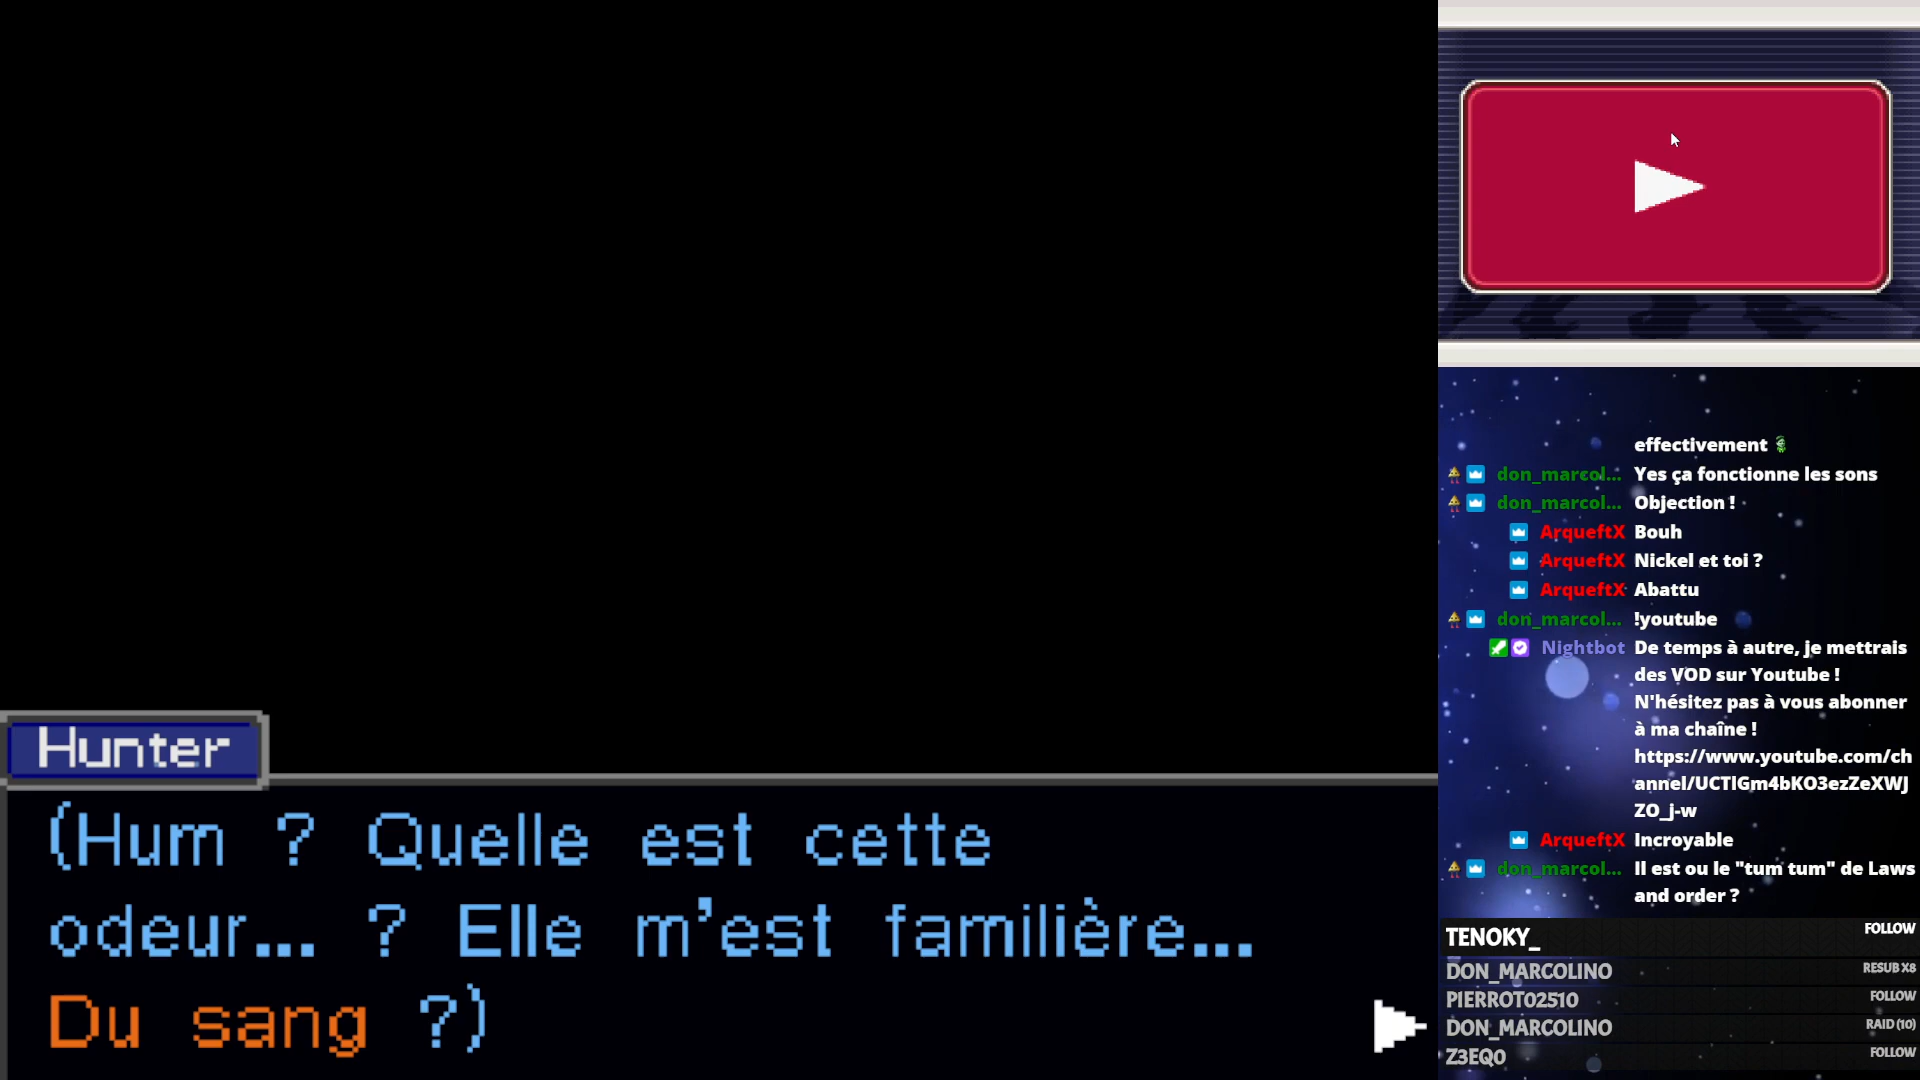 Hunter
(Hum ? Quelle est cette
odeur... ? Elle m'est familière...
Du sang ?)
effectivement
don_marcol... Yes ça fonctionne les sons
don_marcol... Objection !
ArqueftX Bouh
ArqueftX Nickel et toi ?
ArqueftX Abattu
don_marcol... !youtube
Nightbot De temps à autre, je mettrais
des VOD sur Youtube !
N'hésitez pas à vous abonner
à ma chaîne !
https://www.youtube.com/ch
annel/UCTlGm4bKO3ezZeXWJ
ZO_j-w
ArqueftX Incroyable
don_marcol... Il est ou le "tum tum" de Laws
and order ?
TENOKY_ FOLLOW
DON_MARCOLINO RESUB X8
PIERROT02510 FOLLOW
DON_MARCOLINO RAID (10)
Z3EQ0 FOLLOW